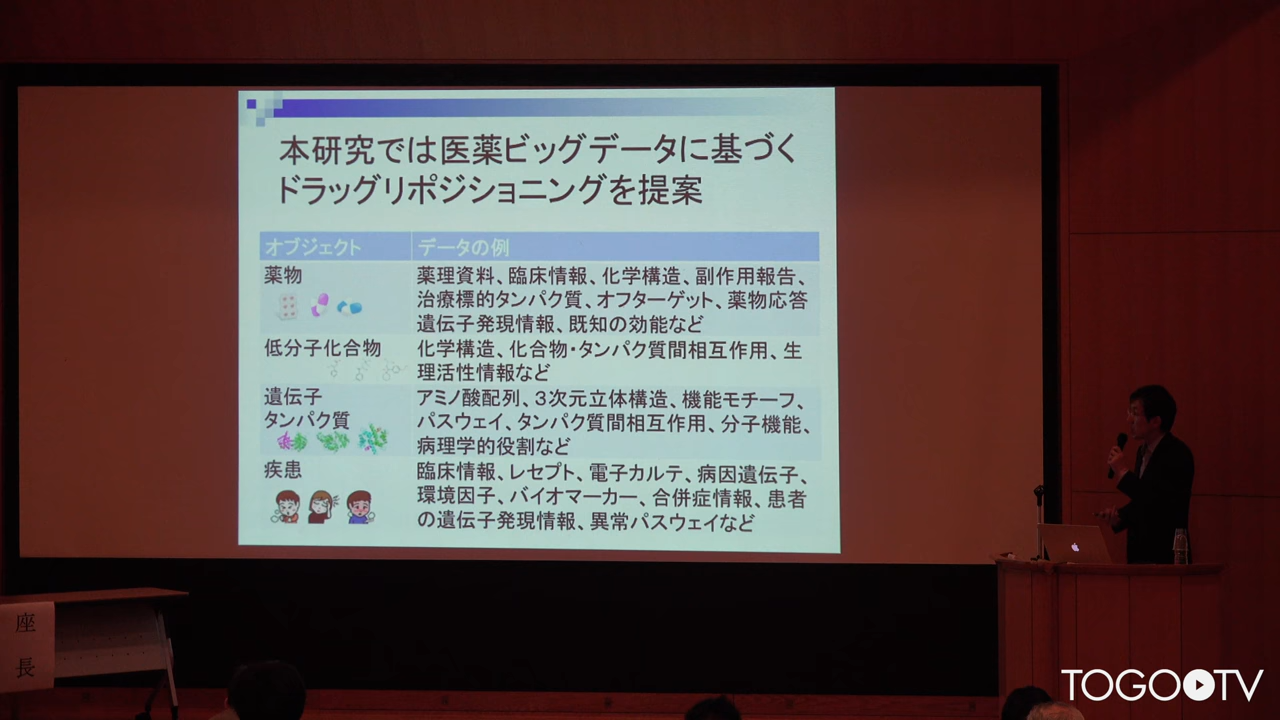 本研究では医薬ビッグデータに基づく
ドラッグリポジショニングを提案
オブジェクト
データの例
薬物
薬理資料、臨床情報、化学構造、副作用報告、
治療標的タンパク質、オフターゲット、薬物応答
遺伝子発現情報、既知の効能など
低分子化合物
化学構造、化合物・タンパク質間相互作用、生
理活性情報など
遺伝子
タンパク質
アミノ酸配列、３次元立体構造、機能モチーフ、
パスウェイ、タンパク質間相互作用、分子機能、
病理学的役割など
疾患
臨床情報、レセプト、電子カルテ、病因遺伝子、
環境因子、バイオマーカー、合併症情報、患者
の遺伝子発現情報、異常パスウェイなど
座長
TOGO TV